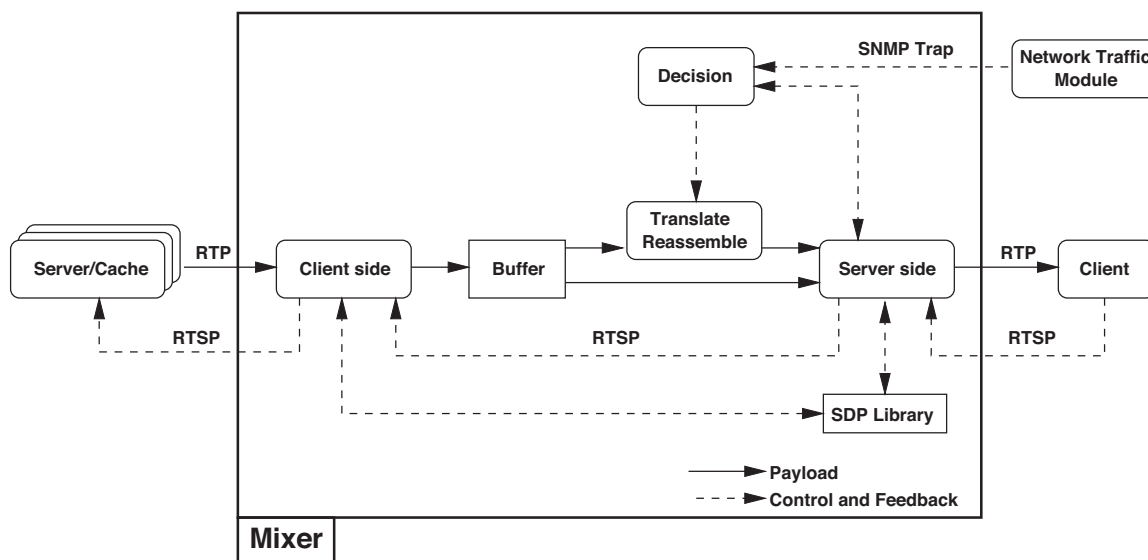 SNMP Trap
Network Traffic
Module
Decision
Translate
Reassemble
Server/Cache
RTP
Client side
Buffer
Server side
RTP
Client
RTSP
RTSP
RTSP
SDP Library
Payload
Control and Feedback
Mixer